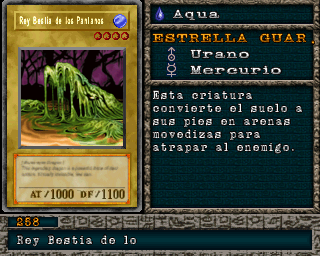 Rey Bestia de los Pantanos
AT/1000 DF/1100
Aqua
ESTRELLA GUAR.
Urano
Mercurio
Esta criatura
convierte el suelo a
sus pies en arenas
movedizas para
atrapar al enemigo.
258
Rey Bestia de lo